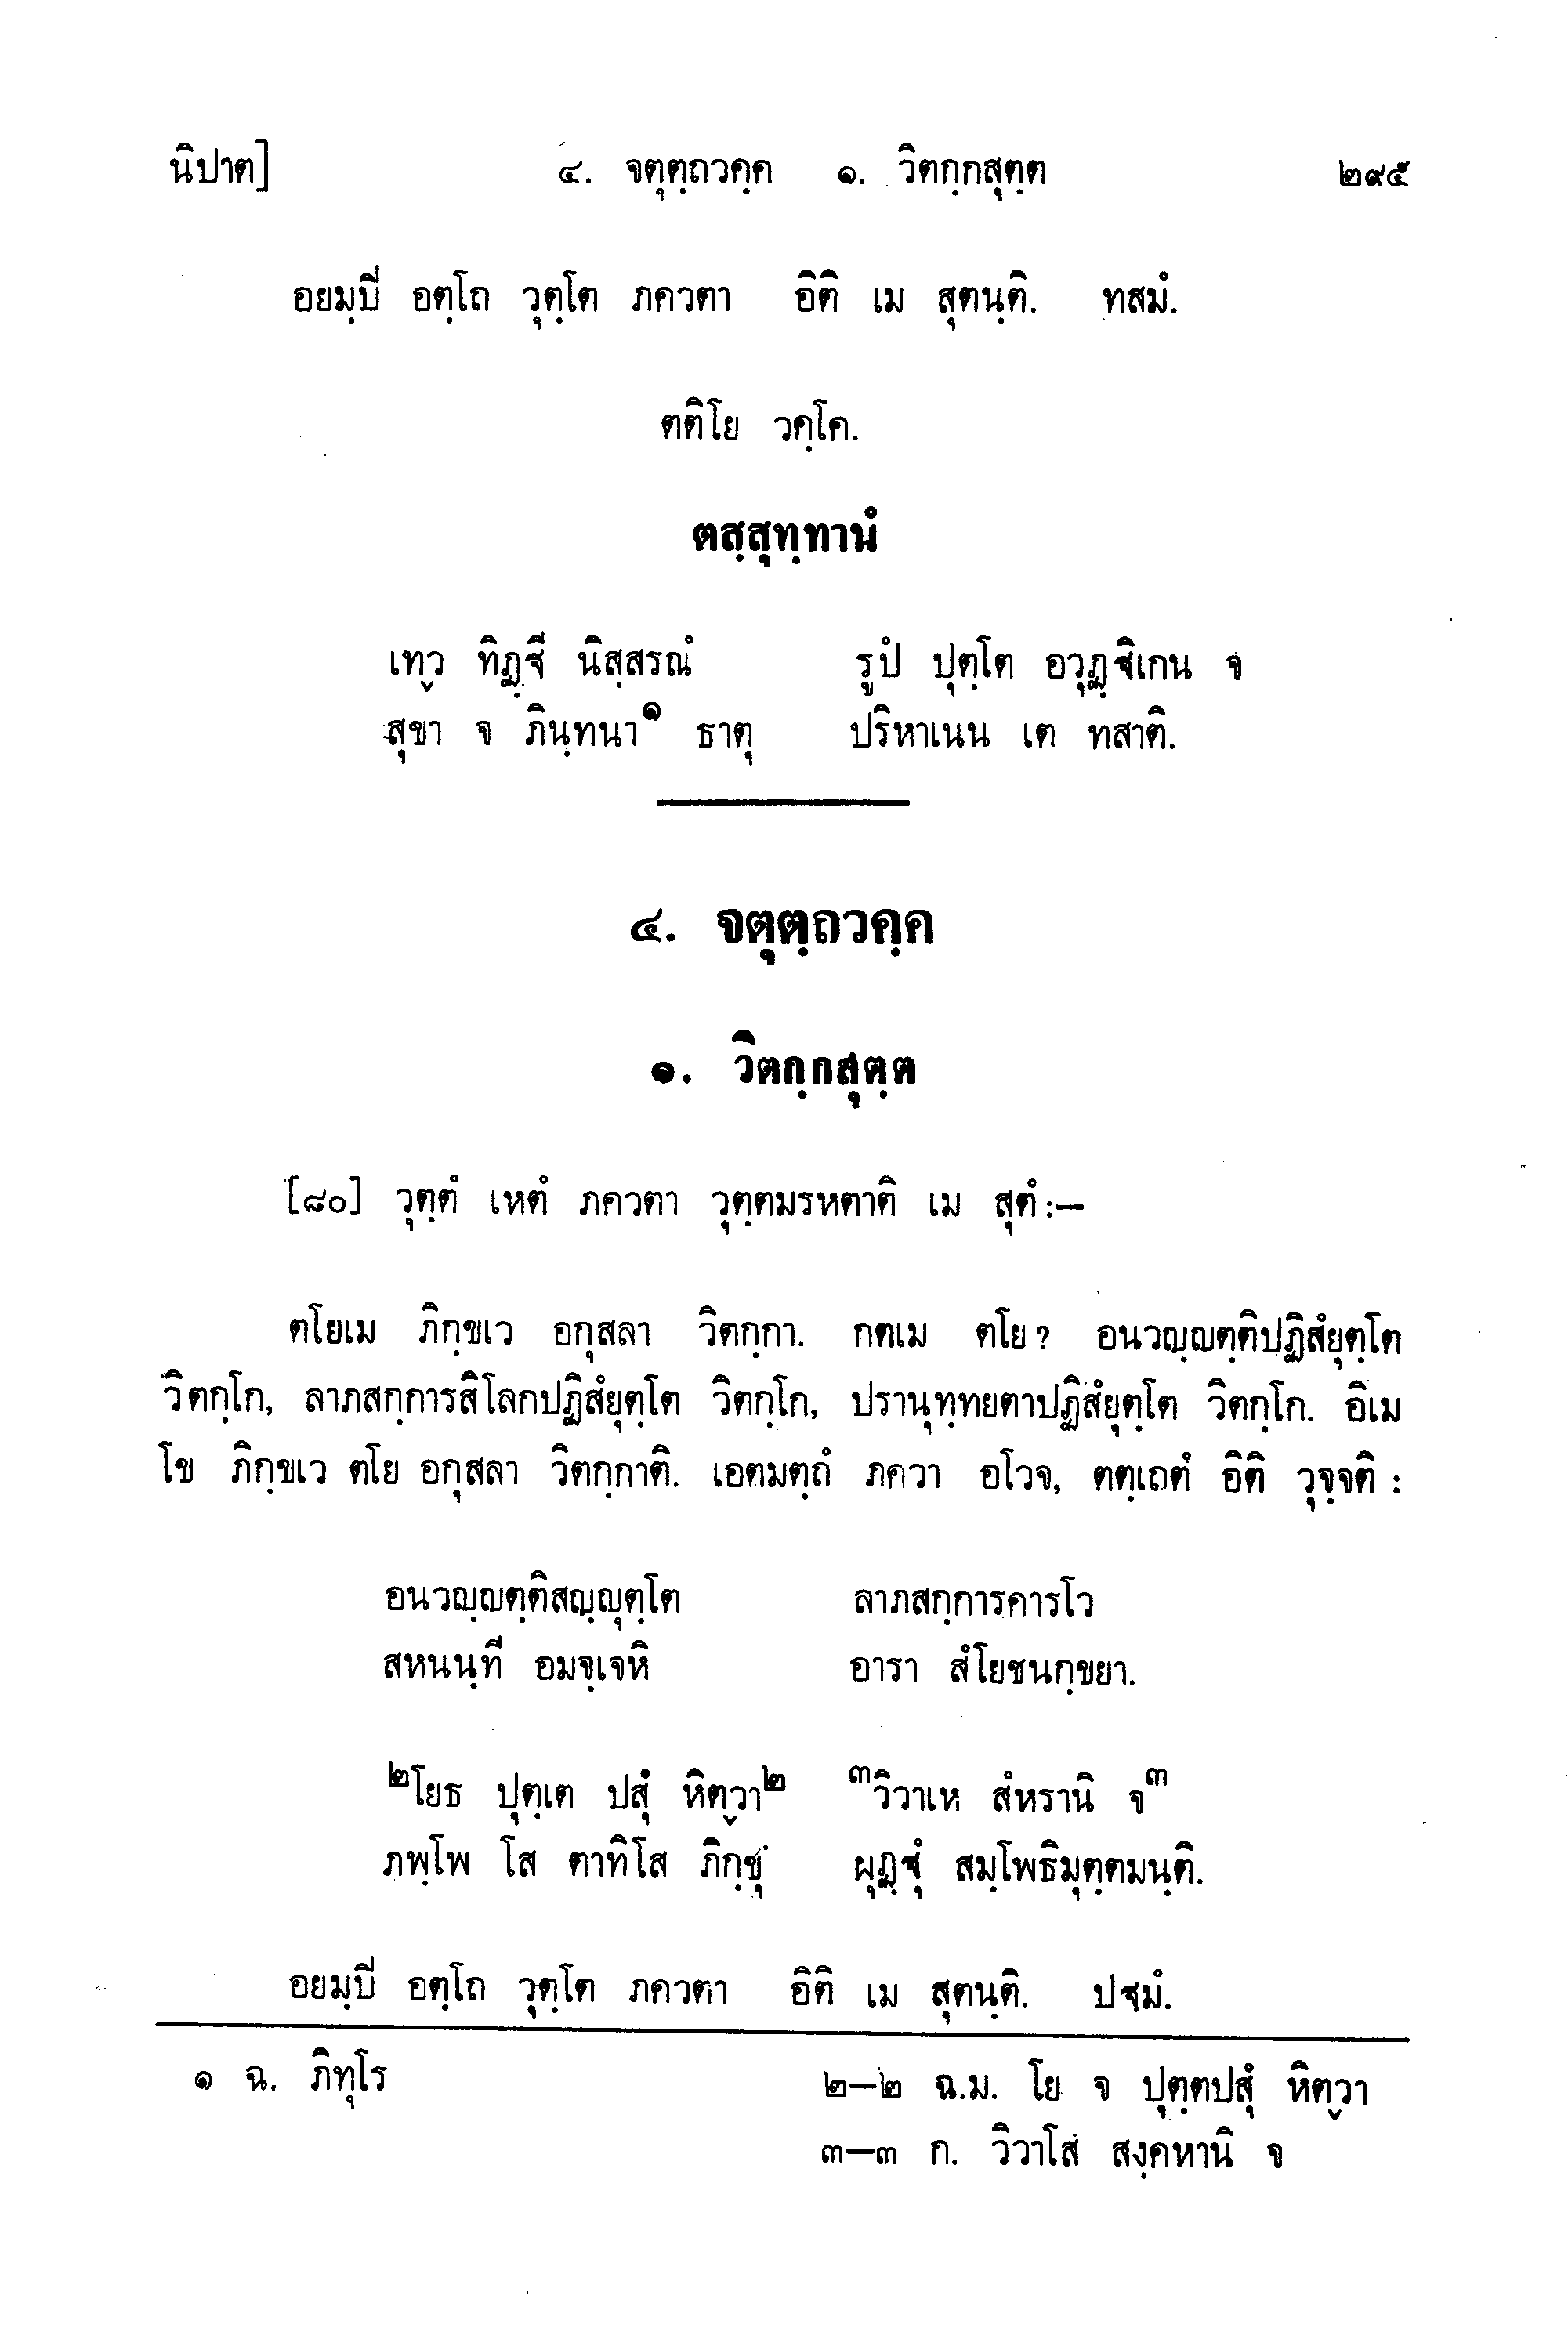 นิปาต] ๔. จตุตฺถวคฺค ๑. วิตกฺกสุตฺต ๒๙๕
อยมฺปิ อตฺโถ วุตฺโต ภควตา อิติ เม สุตนฺติ. ทสมํ.
ตติโย วคฺโค.
ตสฺสุทฺทานํ
เทฺว ทิฏฺฐี นิสฺสรณํ รูปํ ปุตฺโต อวุฏฺฐิเกน จ
สุขา จ ภินฺทนา๑ ธาตุ ปริหาเนน เต ทสาติ.
๔. จตุตฺถวคฺค
๑. วิตกฺกสุตฺต
[๘๐] วุตฺตํ เหตํ ภควตา วุตฺตมรหตาติ เม สุตํ:—
ตโยเม ภิกฺขเว อกุสลา วิตกฺกา. กตเม ตโย? อนวญฺญตฺติปฏิสํยุตฺโต
วิตกฺโก, ลาภสกฺการสิโลกปฏิสํยุตฺโต วิตกฺโก, ปรานุทฺทยตาปฏิสํยุตฺโต วิตกฺโก. อิเม
โข ภิกฺขเว ตโย อกุสลา วิตกฺกาติ. เอตมตฺถํ ภควา อโวจ, ตตฺเถตํ อิติ วุจฺจติ :
อนวญฺญตฺติสญฺญุตฺโต ลาภสกฺการคารโว
สหนนฺที อมจฺเจหิ อารา สํโยชนกฺขยา.
๒โยธ ปุตฺเต ปสุํ หิตฺวา๒ ๓วิวาเห สํหรานิ จ๓
ภพฺโพ โส ตาทิโส ภิกฺขุ ผุฏฺฐุํ สมฺโพธิมุตฺตมนฺติ.
อยมฺปิ อตฺโถ วุตฺโต ภควตา อิติ เม สุตนฺติ. ปฐมํ.
๑ ฉ. ภิทุโร ๒—๒ ฉ.ม. โย จ ปุตฺตปสุํ หิตฺวา
๓—๓ ก. วิวาโส สงฺคหานิ จ